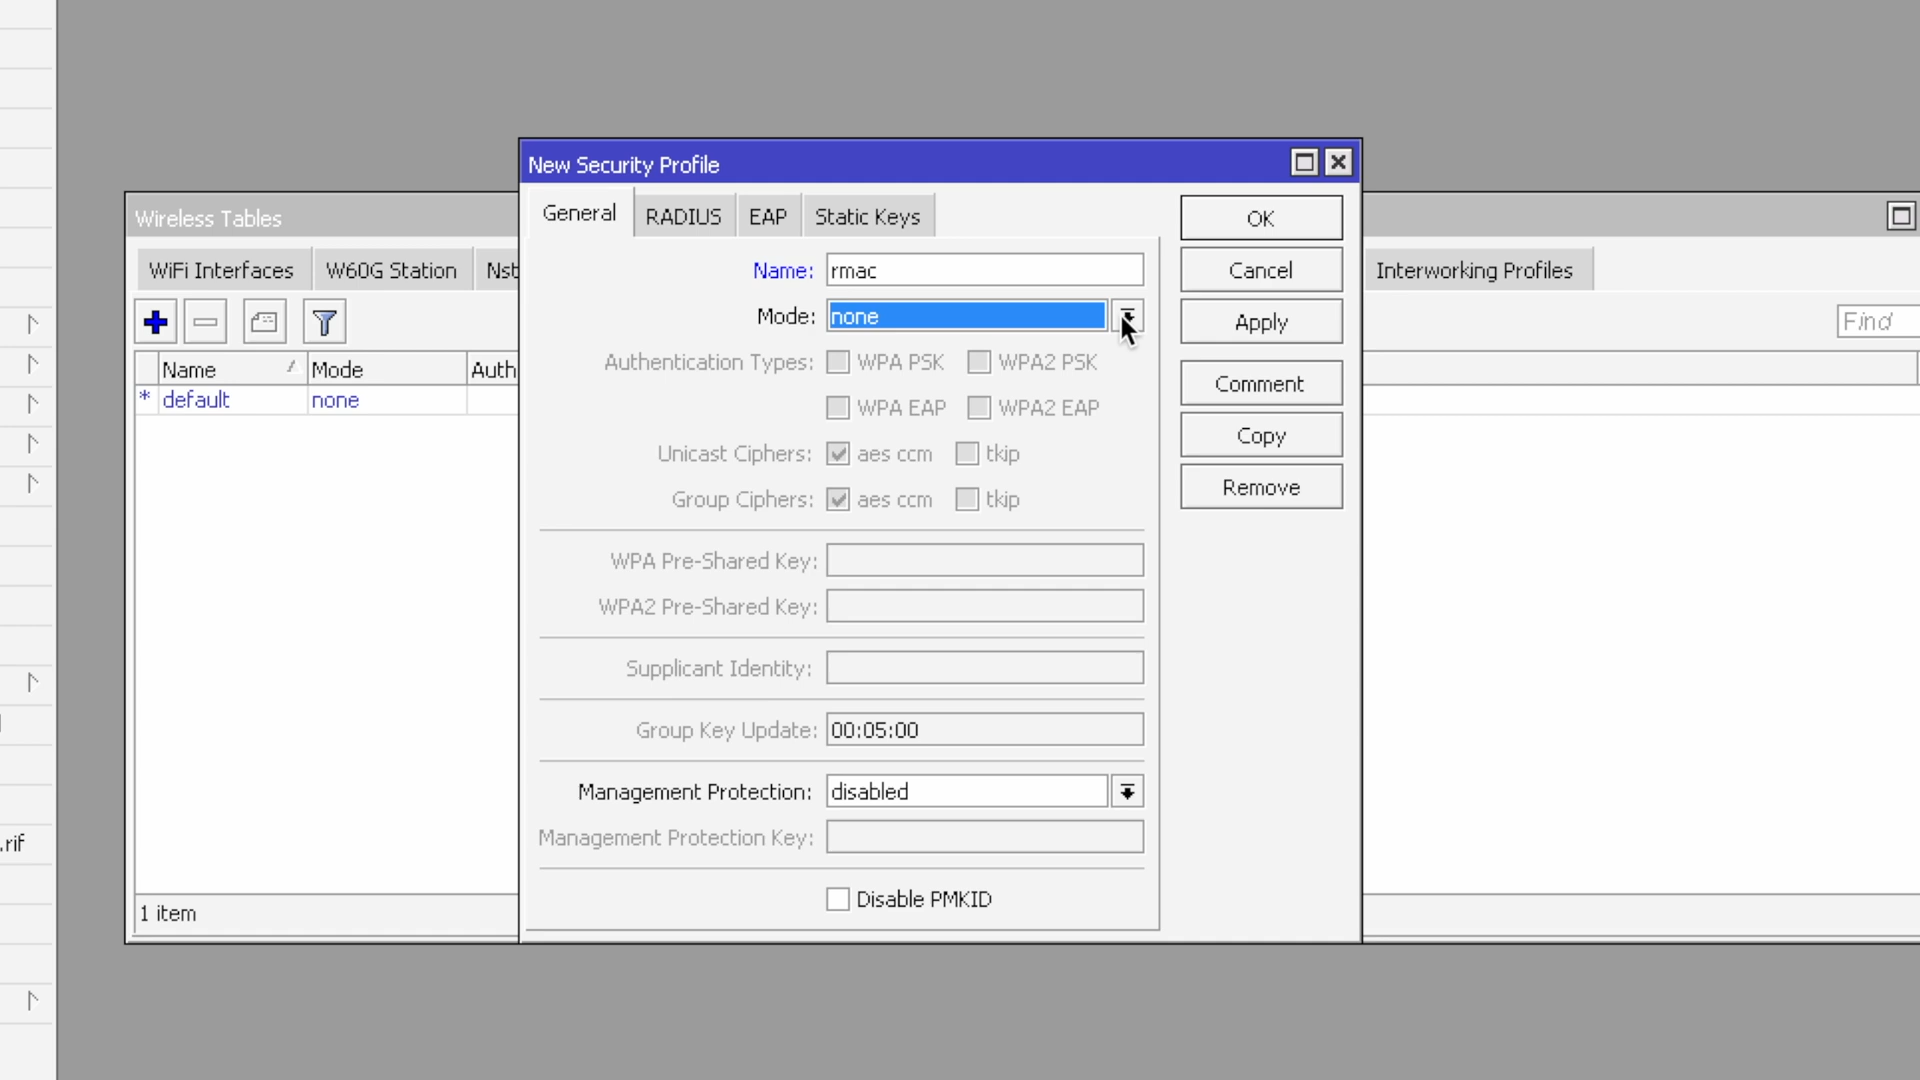 New Security Profile
General RADIUS EAP Static Keys
OK
Wireless Tables
WiFi Interfaces W60G Station Nst
Name: rmac
Cancel
Interworking Profiles
Mode: none
Apply
Find
Name Mode Auth
Authentication Types: WPA PSK WPA2 PSK
Comment
* default none
WPA EAP WPA2 EAP
Copy
Unicast Ciphers: aes ccm tkip
Remove
Group Ciphers: aes ccm tkip
WPA Pre-Shared Key:
WPA2 Pre-Shared Key:
Supplicant Identity:
Group Key Update: 00:05:00
Management Protection: disabled
Management Protection Key:
.rif
Disable PMKID
1 item